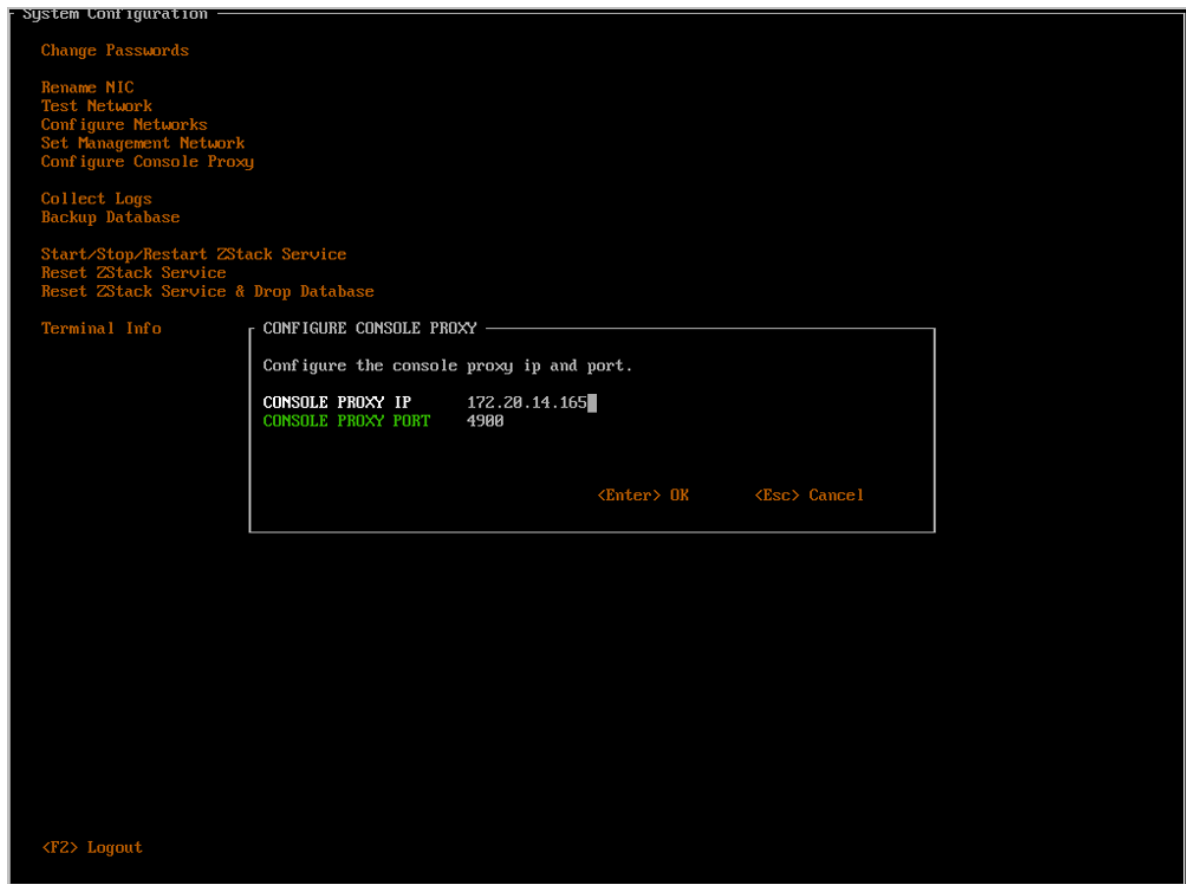 System Configuration
Change Passwords
Rename NIC
Test Network
Configure Networks
Set Management Network
Configure Console Proxy
Collect Logs
Backup Database
Start/Stop/Restart ZStack Service
Reset ZStack Service
Reset ZStack Service & Drop Database
Terminal Info
CONFIGURE CONSOLE PROXY
Configure the console proxy ip and port.
CONSOLE PROXY IP 172.20.14.165
CONSOLE PROXY PORT 4900
<Enter> OK <Esc> Cancel
<F2> Logout